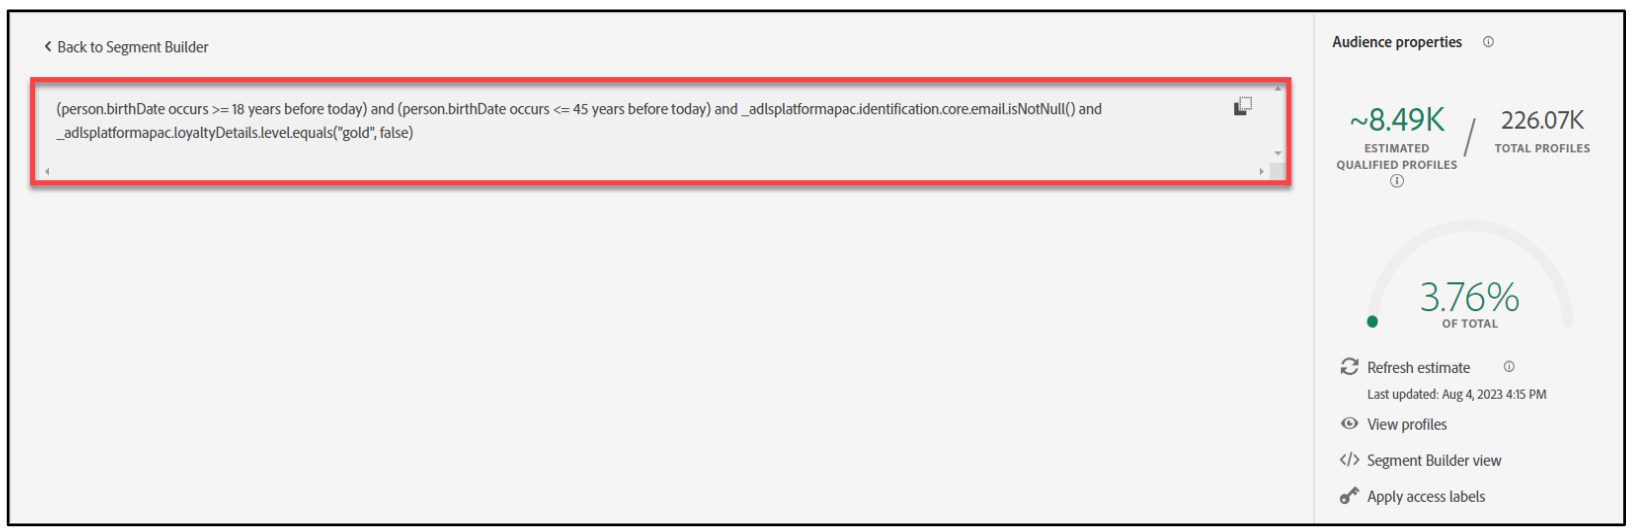 Back to Segment Builder
(person.birthDate occurs >= 18 years before today) and (person.birthDate occurs <= 45 years before today) and _adlsplatformapac.identification.core.email.isNotNull() and
_adlsplatformapac.loyaltyDetails.level.equals("gold", false)
Audience properties
~8.49K / 226.07K
ESTIMATED QUALIFIED PROFILES
TOTAL PROFILES
3.76%
OF TOTAL
Refresh estimate
Last updated: Aug 4, 2023 4:15 PM
View profiles
</> Segment Builder view
Apply access labels